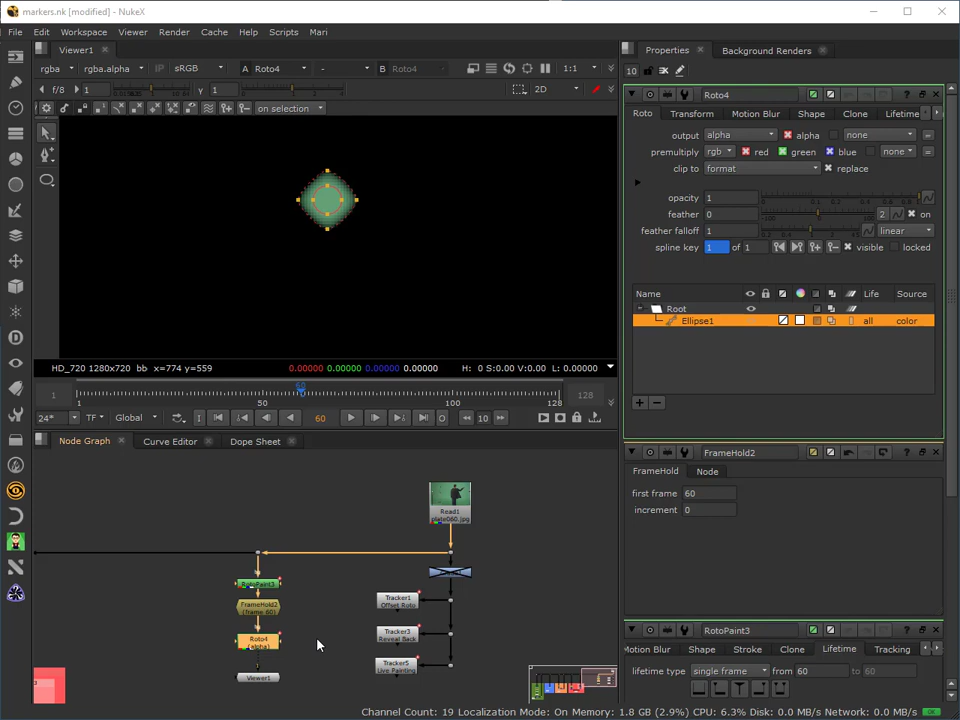 markers.nk [modified] - NukeX
File Edit Workspace Viewer Render Cache Help Scripts Mari
Viewer1
rgba rgba.alpha IP sRGB A Roto4 - B Roto4 1:1
f/8 1 Y 1 2D
on selection
HD_720 1280x720 bb x=774 y=559 0.00000 0.00000 0.00000 0.00000 H: 0 S:0.00 V:0.00 L: 0.00000
1 1 50 60 100 128 128
24* TF Global 60 10
Node Graph Curve Editor Dope Sheet
Read1
plate060.jpg
RotoPaint3
FrameHold2
(frame 60)
Roto4
(alpha)
Viewer1
Tracker1
Offset Roto
Tracker3
Reveal Back
Tracker5
Live Painting
Properties Background Renders
10
Roto4
Roto Transform Motion Blur Shape Clone Lifetime
output alpha alpha none =
premultiply rgb red green blue none =
clip to format replace
opacity 1
feather 0 2 on
feather falloff 1 linear
spline key 1 of 1 visible locked
Name Life Source
Root
Ellipse1 all color
FrameHold2
FrameHold Node
first frame 60
increment 0
RotoPaint3
Motion Blur Shape Stroke Clone Lifetime Tracking
lifetime type single frame from 60 to 60
Channel Count: 19 Localization Mode: On Memory: 1.8 GB (2.9%) CPU: 6.3% Disk: 0.0 MB/s Network: 0.0 MB/s